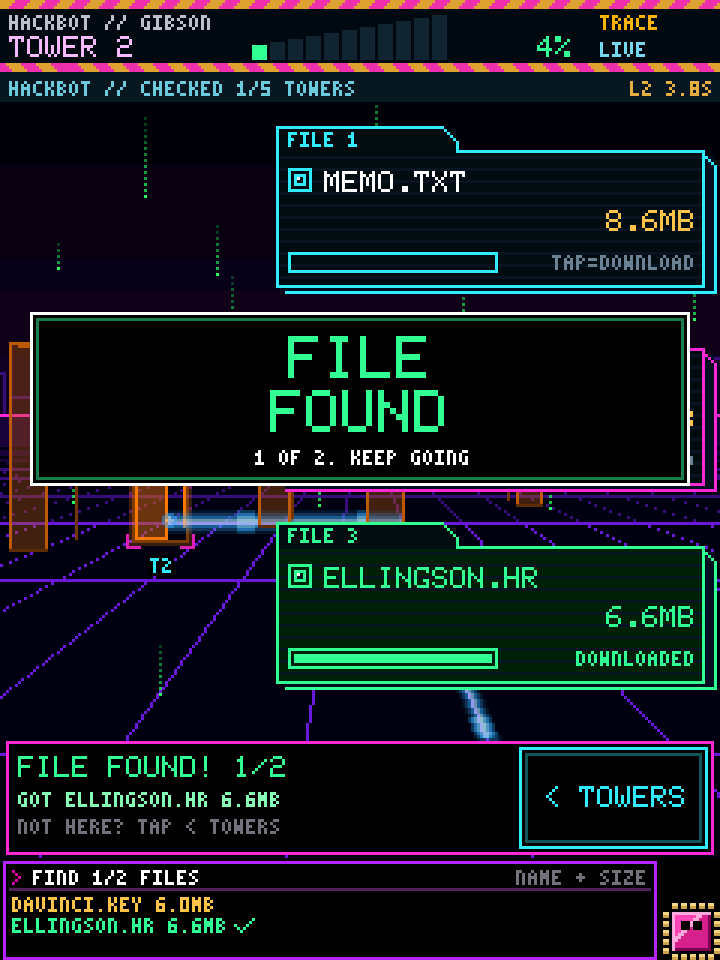 HACKBOT // GIBSON
TOWER 2
4%
TRACE
LIVE
HACKBOT // CHECKED 1/5 TOWERS
L2 3.8S
FILE 1
MEMO.TXT
8.6MB
TAP=DOWNLOAD
FILE
FOUND
1 OF 2. KEEP GOING
T2
FILE 3
ELLINGSON.HR
6.6MB
DOWNLOADED
FILE FOUND! 1/2
GOT ELLINGSON.HR 6.6MB
NOT HERE? TAP < TOWERS
< TOWERS
> FIND 1/2 FILES
NAME + SIZE
DAVINCI.KEY 6.0MB
ELLINGSON.HR 6.6MB ✓